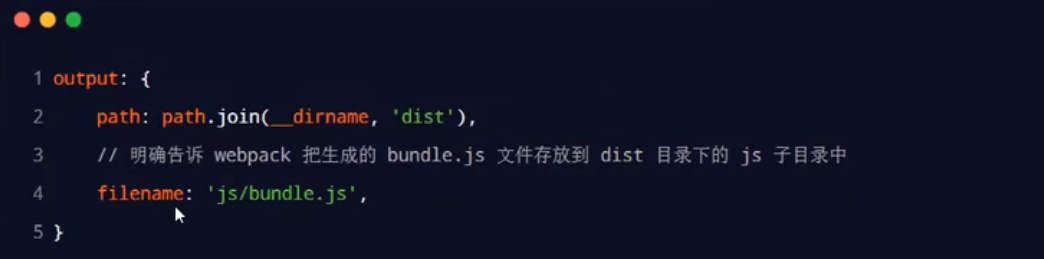 1 output: {
2 path: path.join(__dirname, 'dist'),
3 // 明确告诉 webpack 把生成的 bundle.js 文件存放到 dist 目录下的 js 子目录中
4 filename: 'js/bundle.js',
5 }